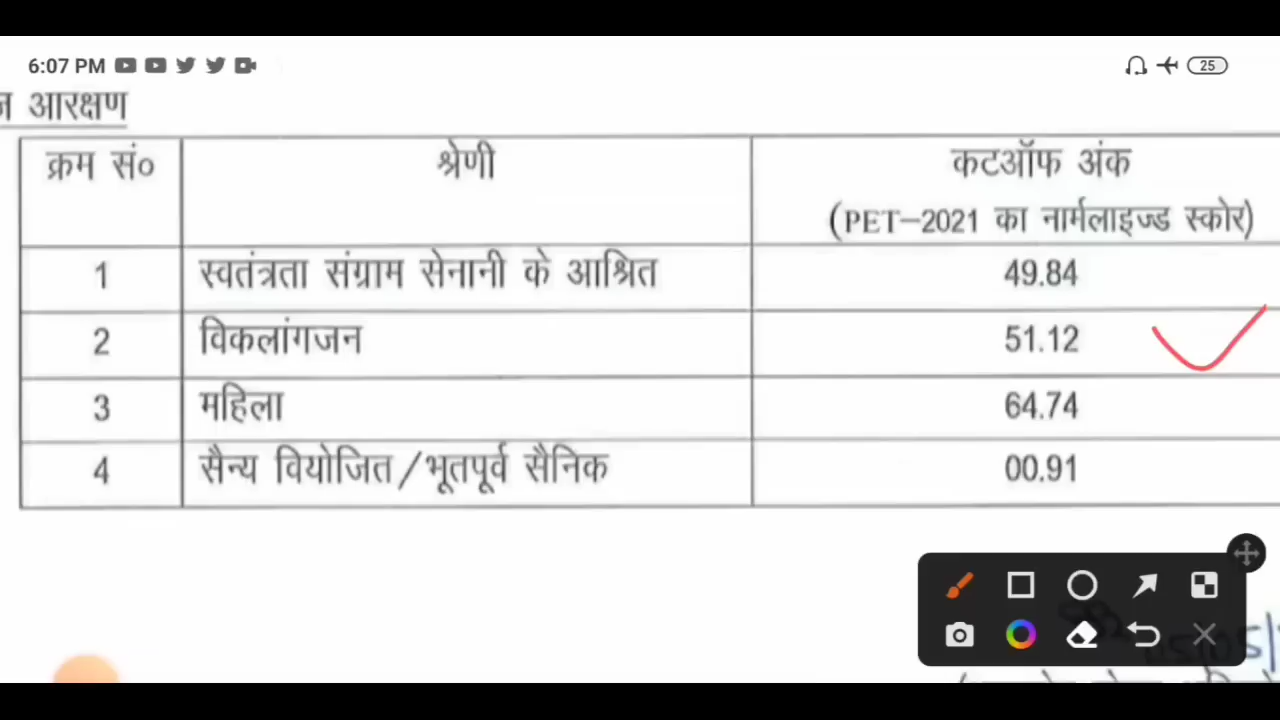 6:07 PM 25
आरक्षण
क्रम सं० श्रेणी कटऑफ अंक
(PET-2021 का नार्मलाइज्ड स्कोर)
1 स्वतंत्रता संग्राम सेनानी के आश्रित 49.84
2 विकलांगजन 51.12
3 महिला 64.74
4 सैन्य वियोजित/भूतपूर्व सैनिक 00.91